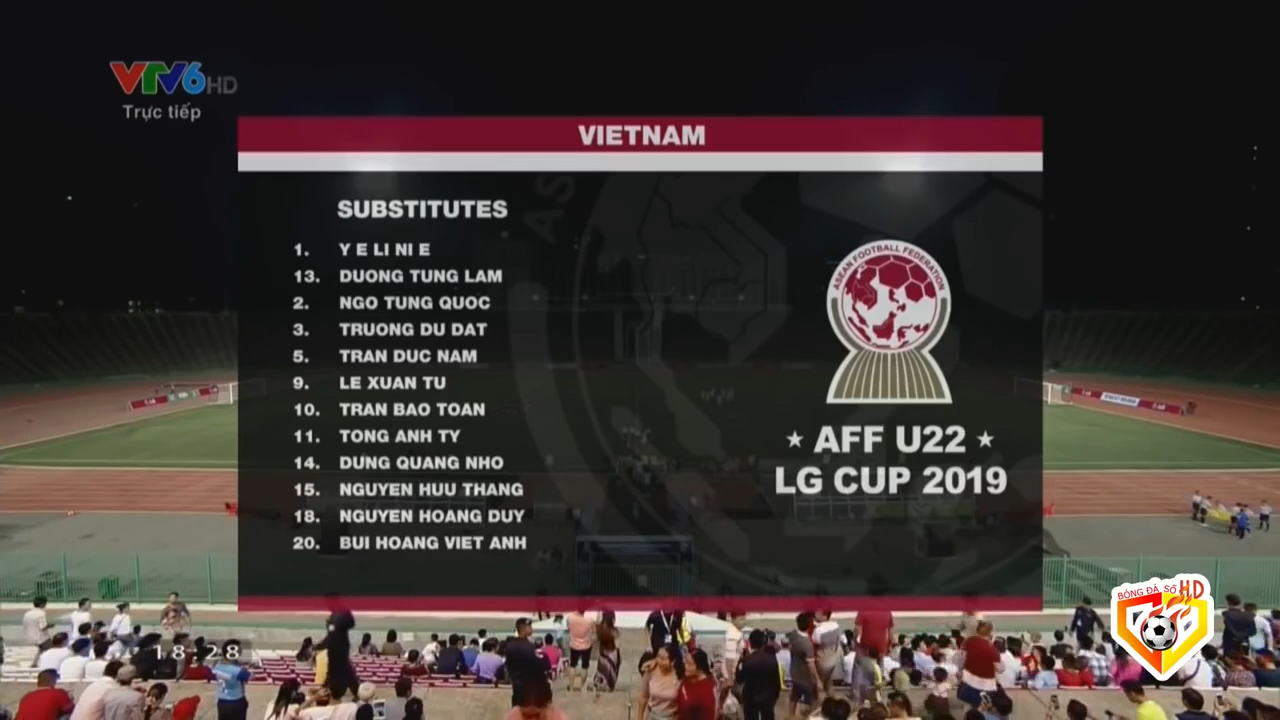 VTV6HD
Trực tiếp
VIETNAM
SUBSTITUTES
1. Y E LI NI E
13. DUONG TUNG LAM
2. NGO TUNG QUOC
3. TRUONG DU DAT
5. TRAN DUC NAM
9. LE XUAN TU
10. TRAN BAO TOAN
11. TONG ANH TY
14. DUNG QUANG NHO
15. NGUYEN HUU THANG
18. NGUYEN HOANG DUY
20. BUI HOANG VIET ANH
ASEAN FOOTBALL FEDERATION
AFF U22
LG CUP 2019
BÓNG ĐÁ SỐ HD
18:28